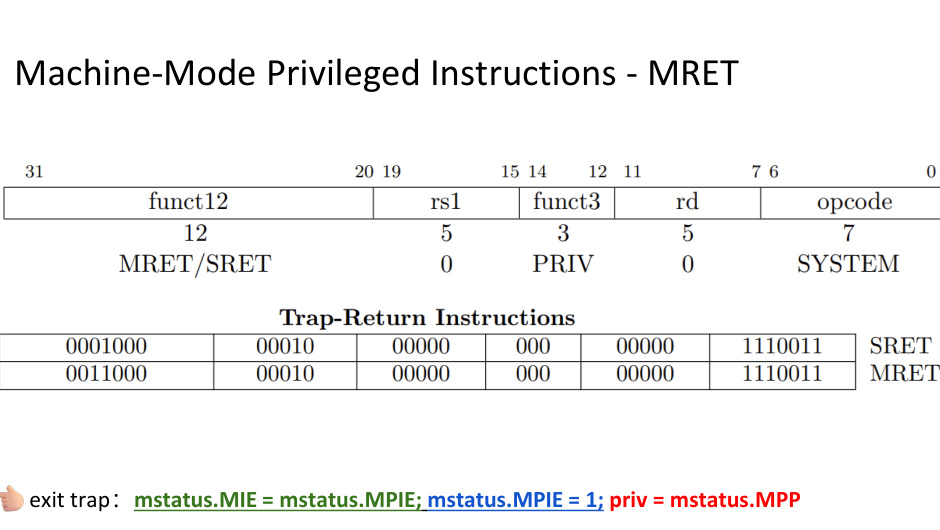 Machine-Mode Privileged Instructions - MRET
31 20 19 15 14 12 11 7 6 0
funct12 rs1 funct3 rd opcode
12 5 3 5 7
MRET/SRET 0 PRIV 0 SYSTEM
Trap-Return Instructions
0001000 00010 00000 000 00000 1110011 SRET
0011000 00010 00000 000 00000 1110011 MRET
exit trap： mstatus.MIE = mstatus.MPIE; mstatus.MPIE = 1; priv = mstatus.MPP